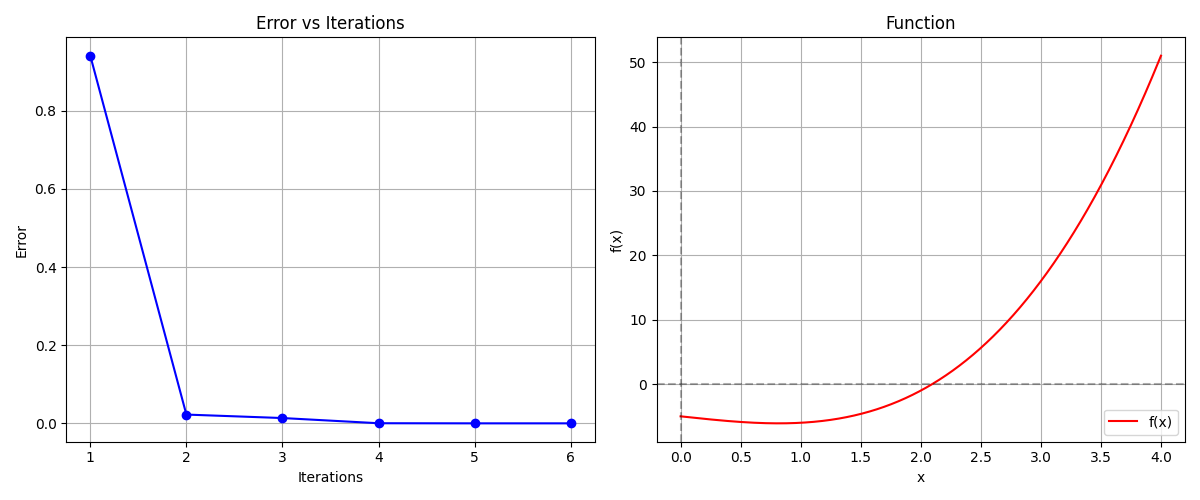 Error vs Iterations
Error
0.8
0.6
0.4
0.2
0.0
1 2 3 4 5 6
Iterations
Function
f(x)
50
40
30
20
10
0
f(x)
0.0 0.5 1.0 1.5 2.0 2.5 3.0 3.5 4.0
x